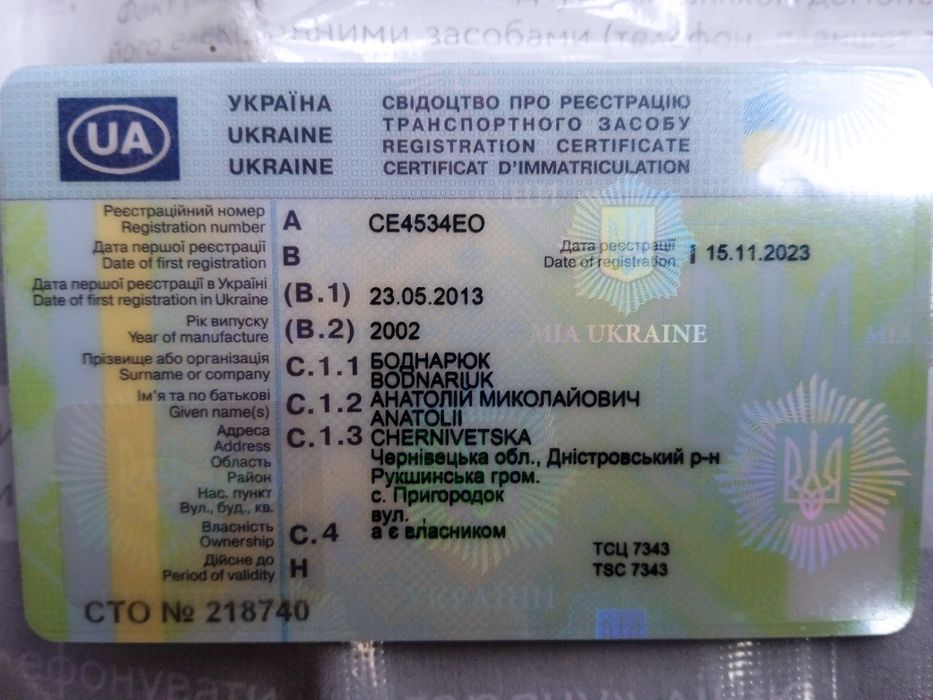 UA
УКРАЇНА
UKRAINE
UKRAINE
СВІДОЦТВО ПРО РЕЄСТРАЦІЮ
ТРАНСПОРТНОГО ЗАСОБУ
REGISTRATION CERTIFICATE
CERTIFICAT D'IMMATRICULATION
Реєстраційний номер
Registration number A CE4534EO
Дата першої реєстрації
Date of first registration B
Дата реєстрації
Date of registration I 15.11.2023
Дата першої реєстрації в Україні
Date of first registration in Ukraine (B.1) 23.05.2013
Рік випуску
Year of manufacture (B.2) 2002
MIA UKRAINE
Прізвище або організація
Surname or company C.1.1 БОДНАРЮК
BODNARIUK
Ім'я та по батькові
Given name(s) C.1.2 АНАТОЛІЙ МИКОЛАЙОВИЧ
ANATOLII
Адреса
Address C.1.3 CHERNIVETSKA
Область
Район
Нас. пункт
Вул., буд., кв.
Чернівецька обл., Дністровський р-н
Рукшинська гром.
с. Пригородок
вул. ,
Власність
Ownership C.4 а є власником
Дійсне до
Period of validity H
ТСЦ 7343
TSC 7343
СТО № 218740